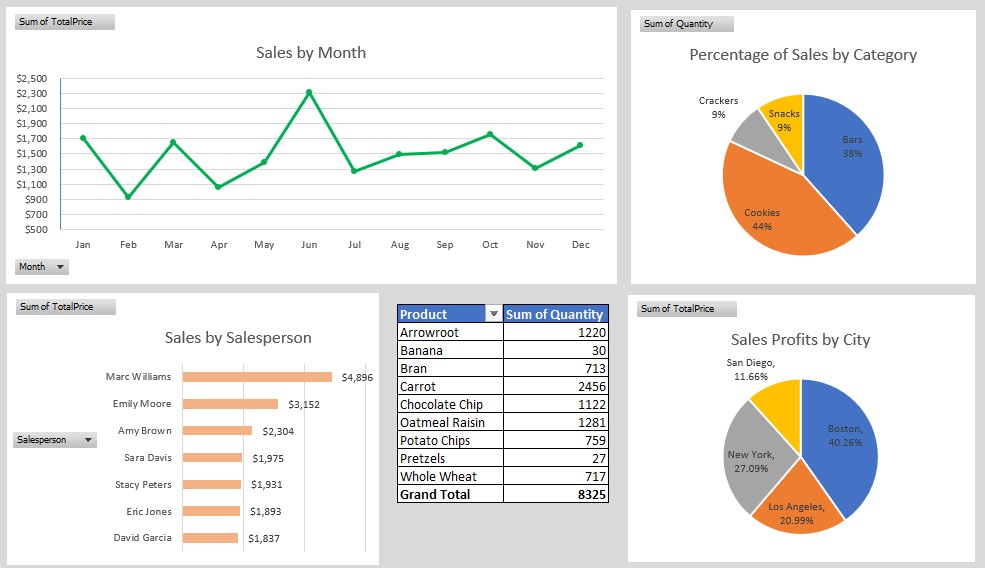 Sum of TotalPrice
Sales by Month
$2,500
$2,300
$2,100
$1,900
$1,700
$1,500
$1,300
$1,100
$900
$700
$500
Jan Feb Mar Apr May Jun Jul Aug Sep Oct Nov Dec
Month
Sum of Quantity
Percentage of Sales by Category
Crackers
9%
Snacks
9%
Bars
38%
Cookies
44%
Sum of TotalPrice
Sales by Salesperson
Marc Williams $4,896
Emily Moore $3,152
Amy Brown $2,304
Salesperson
Sara Davis $1,975
Stacy Peters $1,931
Eric Jones $1,893
David Garcia $1,837
Product Sum of Quantity
Arrowroot 1220
Banana 30
Bran 713
Carrot 2456
Chocolate Chip 1122
Oatmeal Raisin 1281
Potato Chips 759
Pretzels 27
Whole Wheat 717
Grand Total 8325
Sum of TotalPrice
Sales Profits by City
San Diego,
11.66%
Boston,
40.26%
New York,
27.09%
Los Angeles,
20.99%